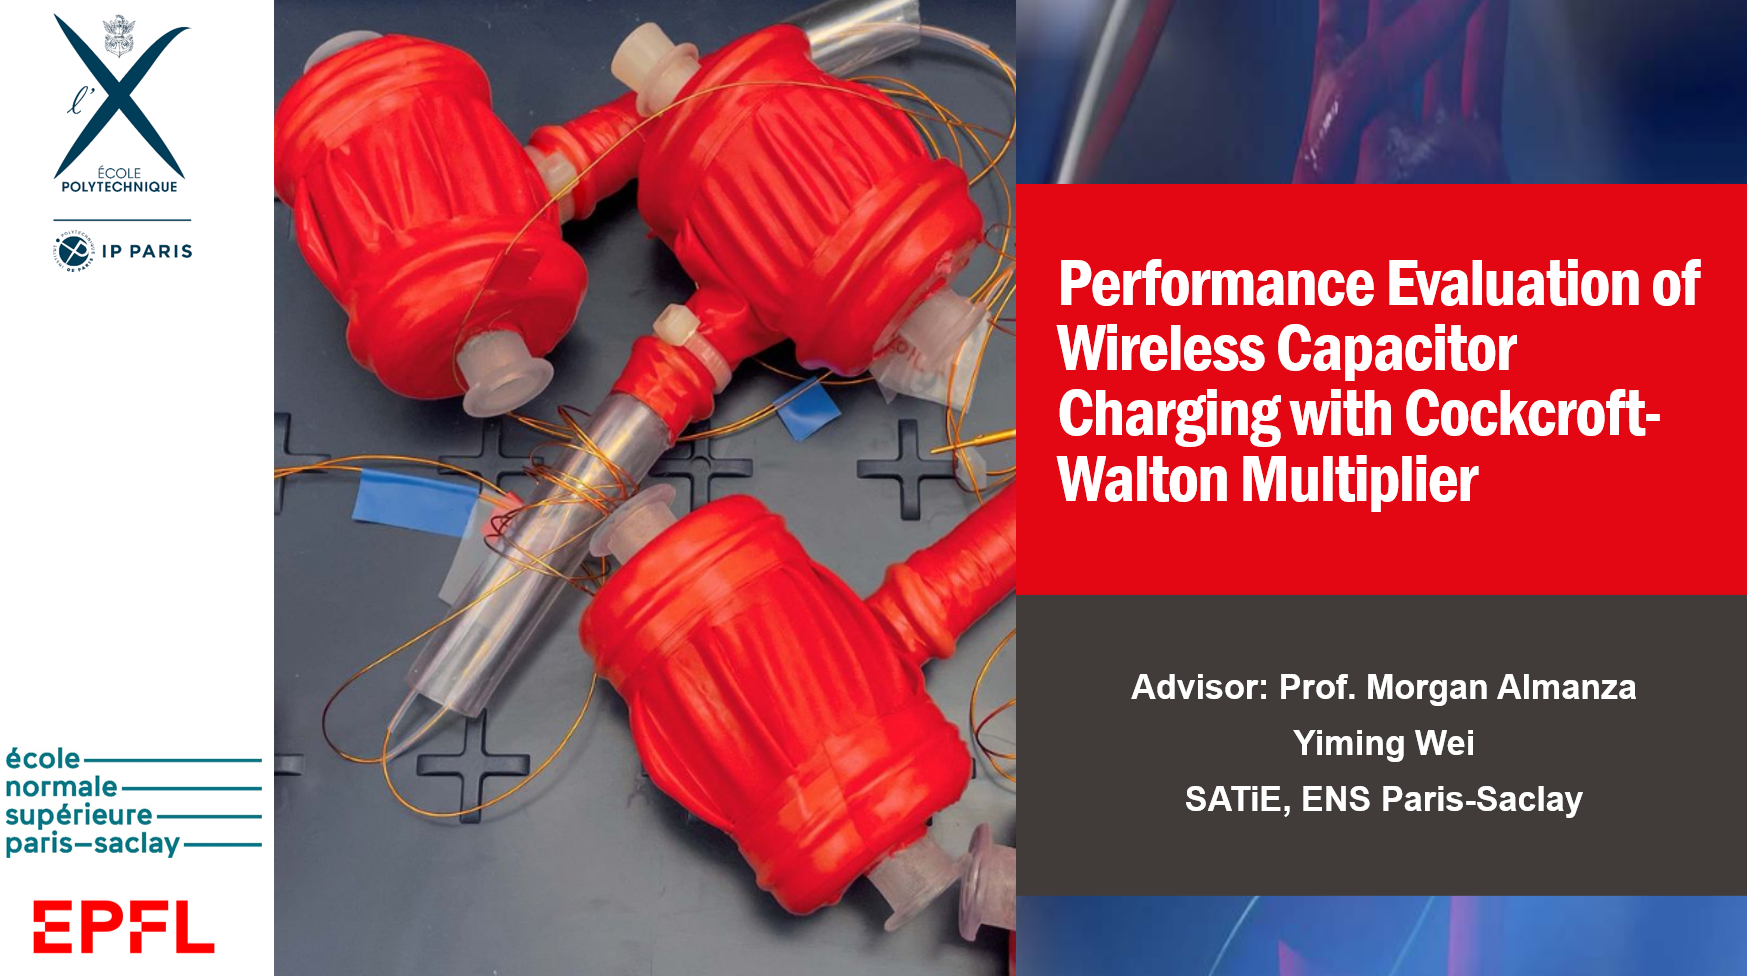 l'X
ÉCOLE
POLYTECHNIQUE
IP PARIS
école
normale
supérieure
paris–saclay
EPFL
Performance Evaluation of
Wireless Capacitor
Charging with Cockcroft-
Walton Multiplier
Advisor: Prof. Morgan Almanza
Yiming Wei
SATiE, ENS Paris-Saclay